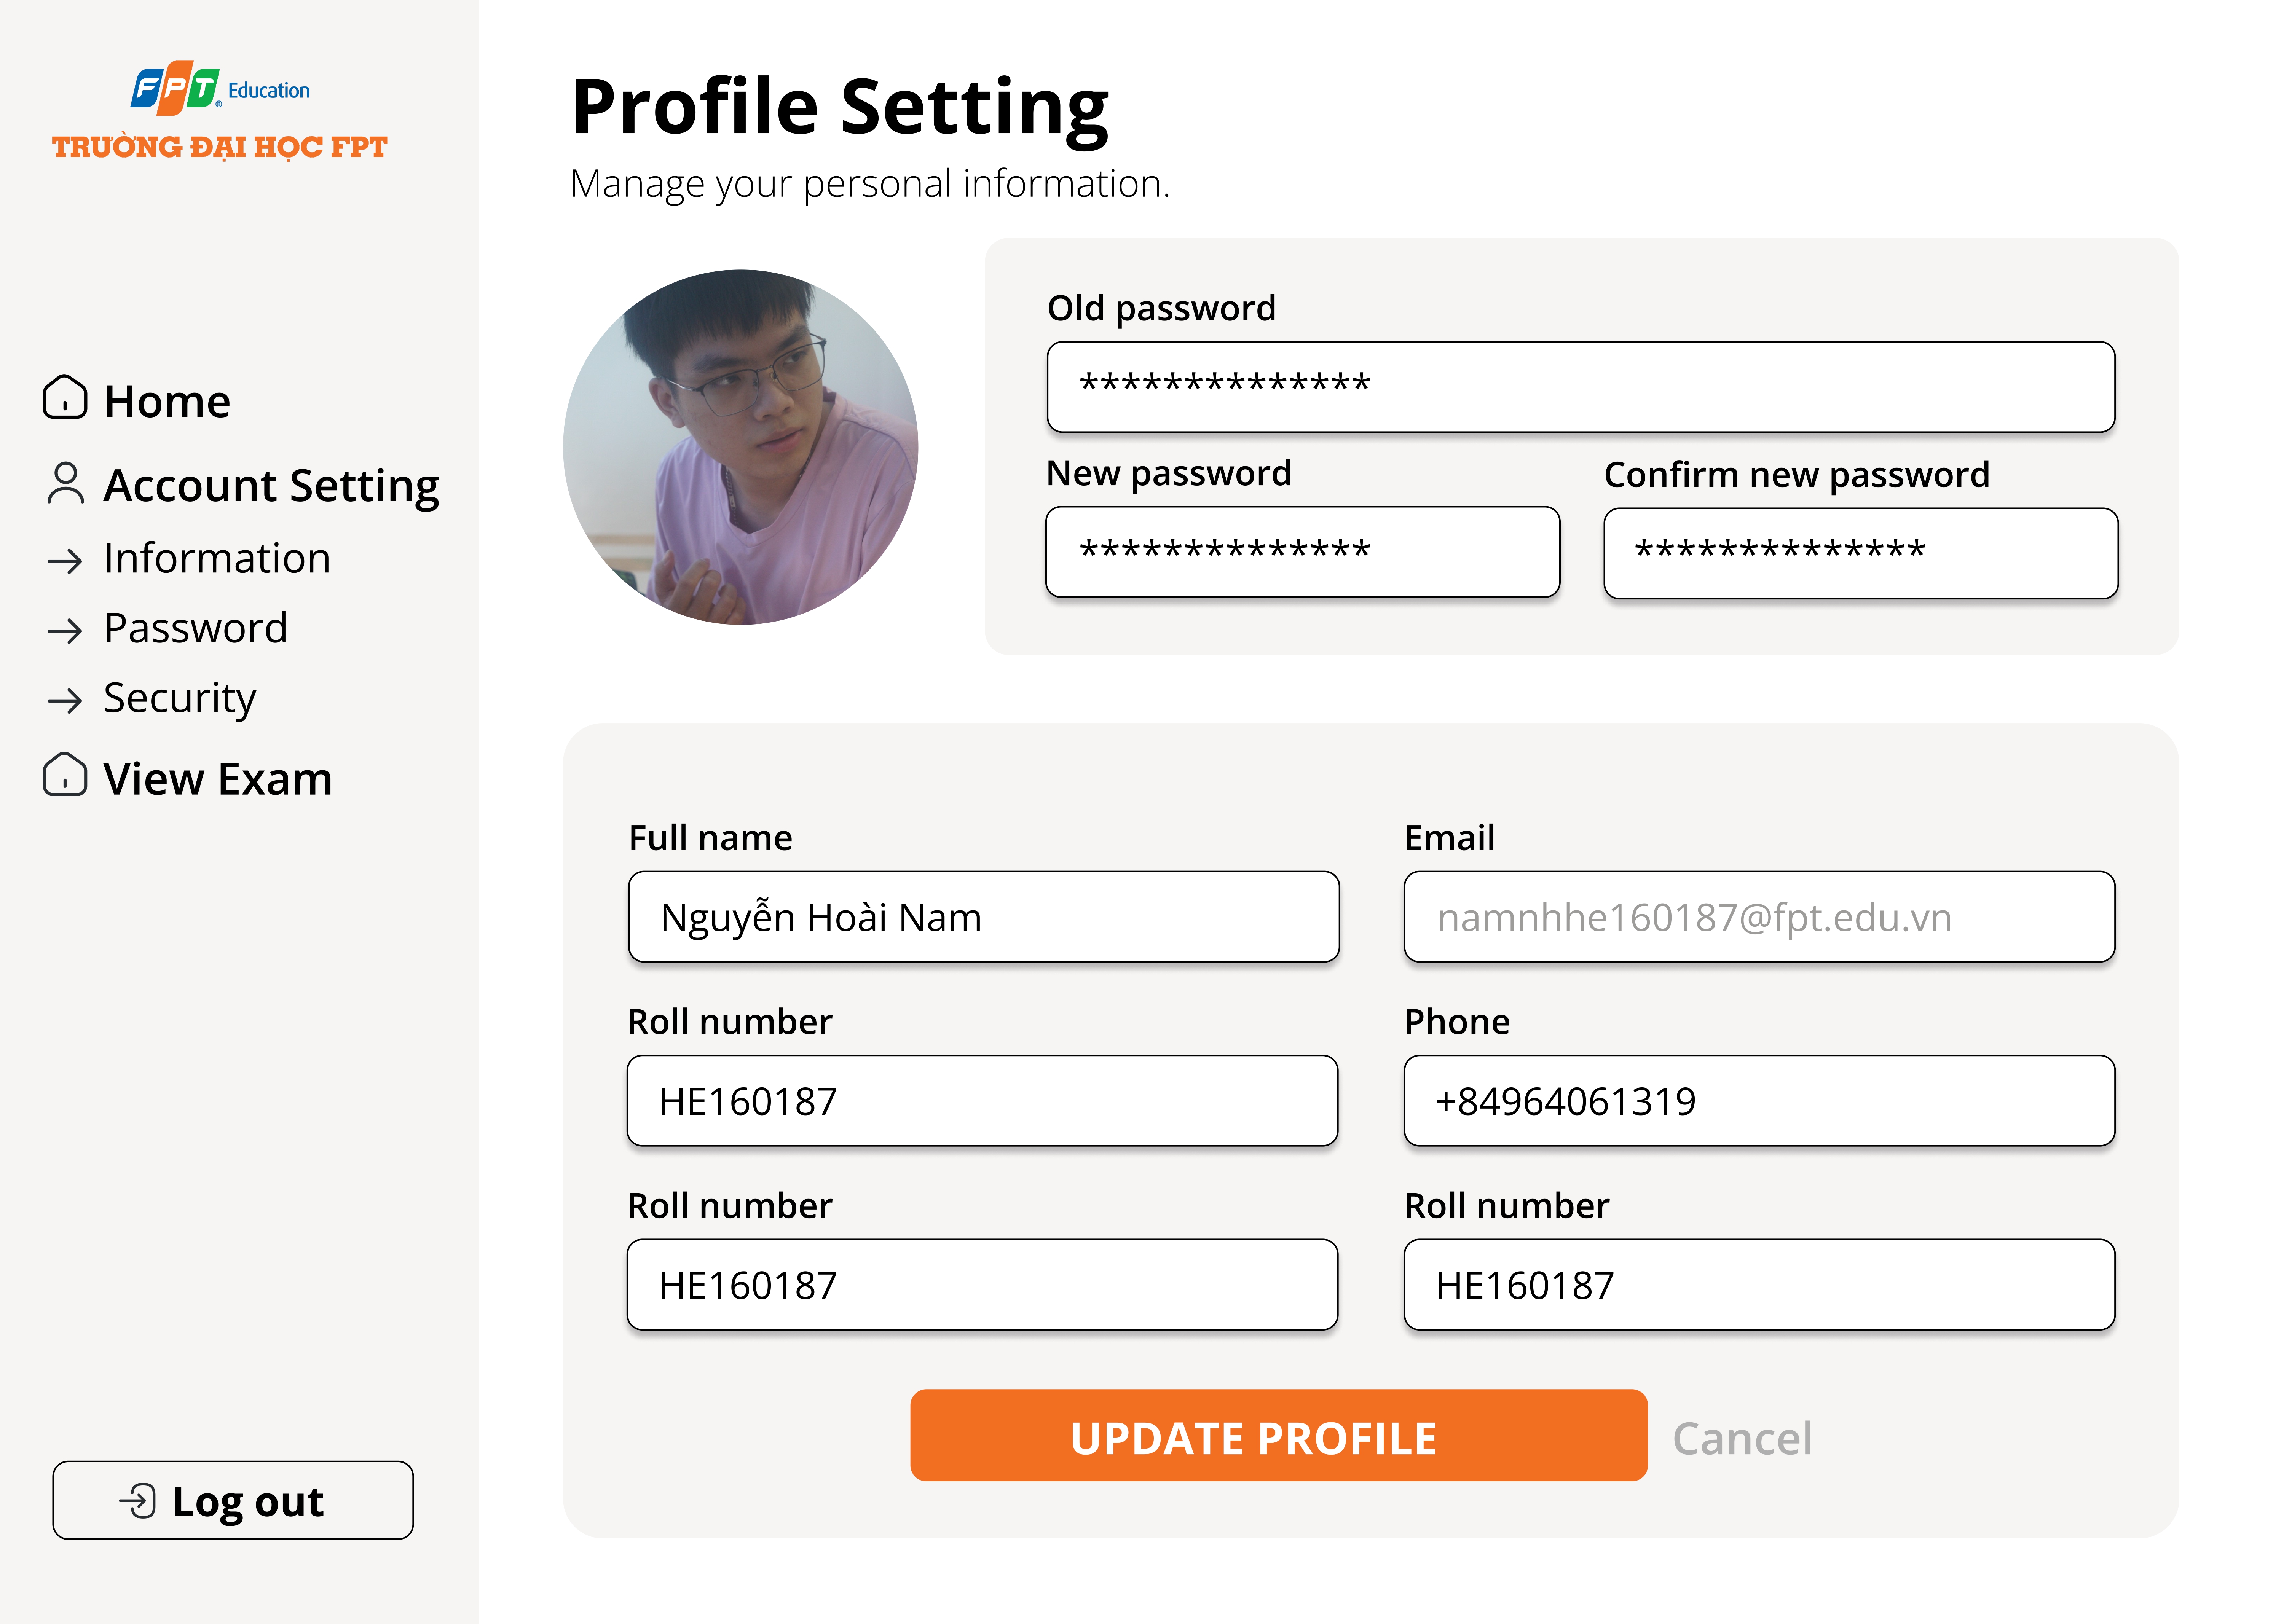 FPT® Education
TRƯỜNG ĐẠI HỌC FPT
Home
Account Setting
Information
Password
Security
View Exam
Log out
Profile Setting
Manage your personal information.
Old password
**************
New password
**************
Confirm new password
**************
Full name
Nguyễn Hoài Nam
Email
namnhhe160187@fpt.edu.vn
Roll number
HE160187
Phone
+84964061319
Roll number
HE160187
Roll number
HE160187
UPDATE PROFILE
Cancel